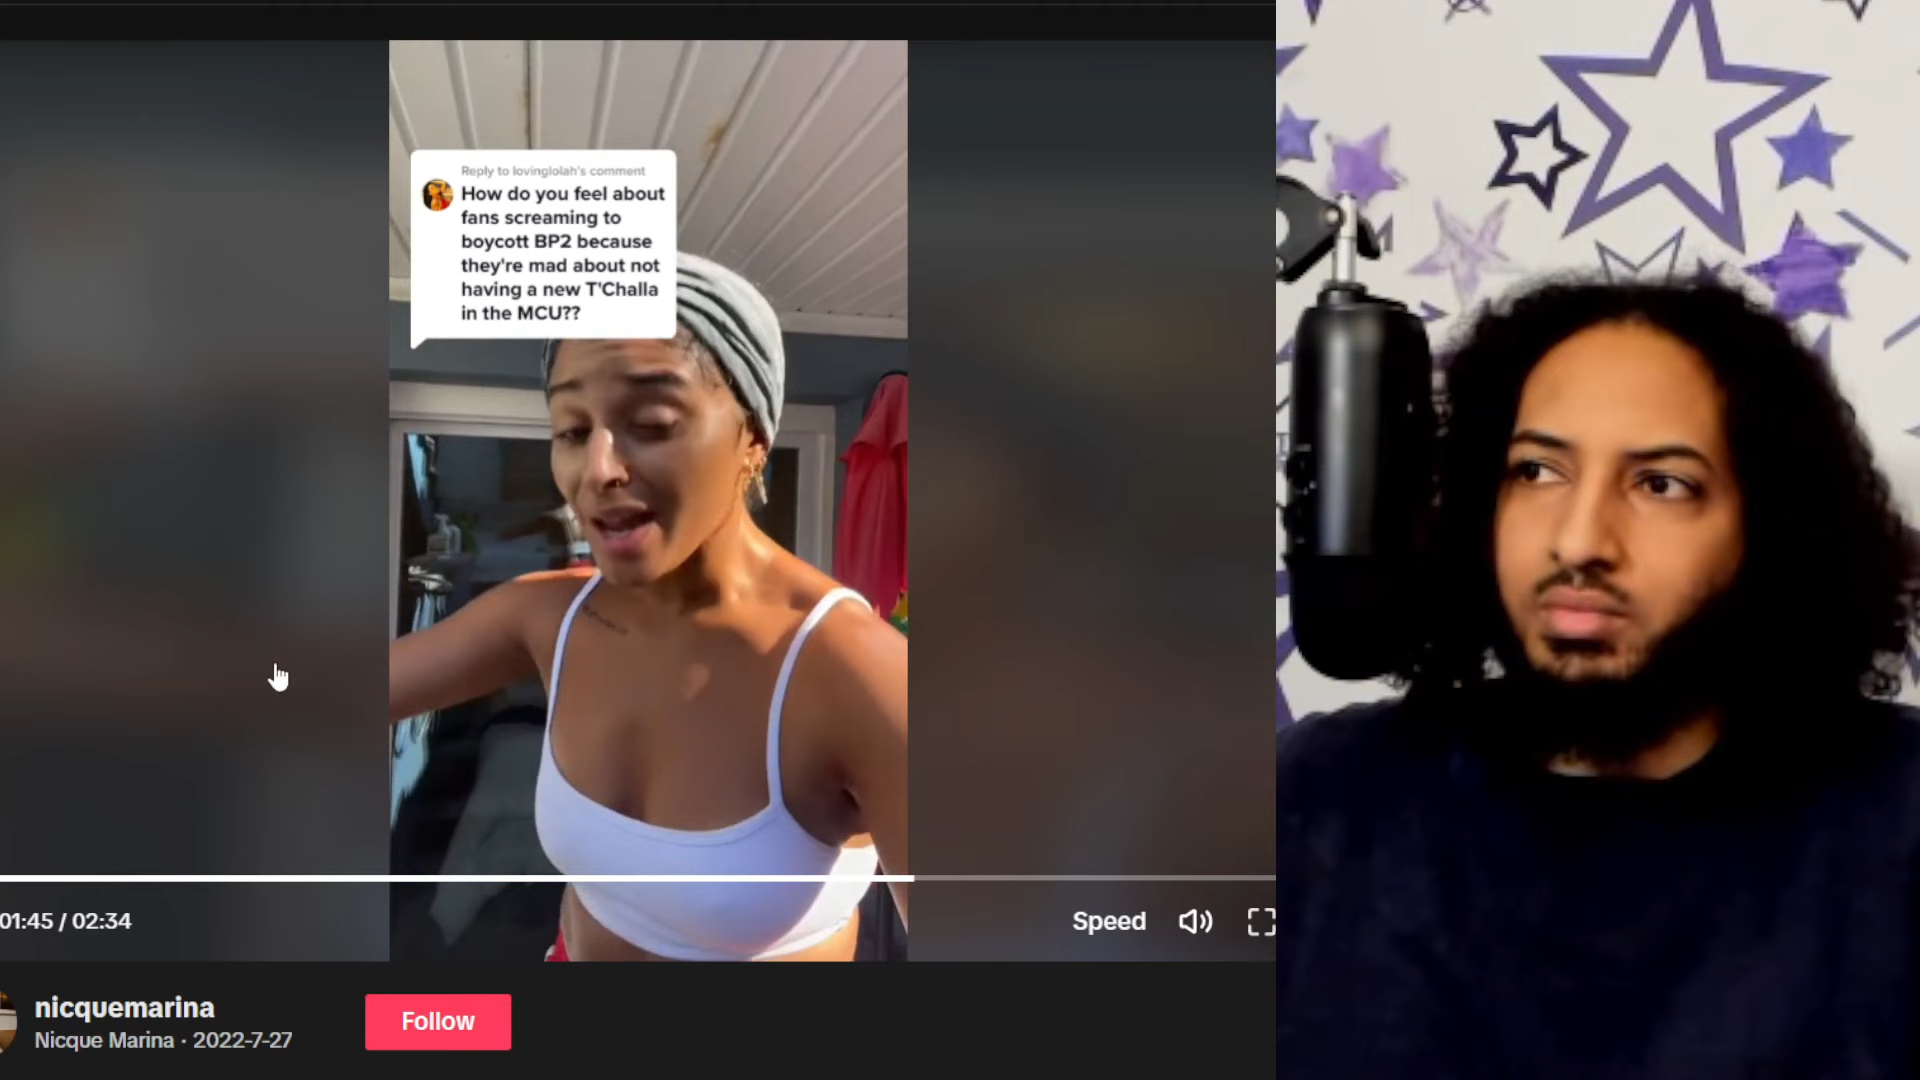 Reply to lovinglolah's comment
How do you feel about
fans screaming to
boycott BP2 because
they're mad about not
having a new T'Challa
in the MCU??
01:45 / 02:34
Speed
nicquemarina
Nicque Marina · 2022-7-27
Follow